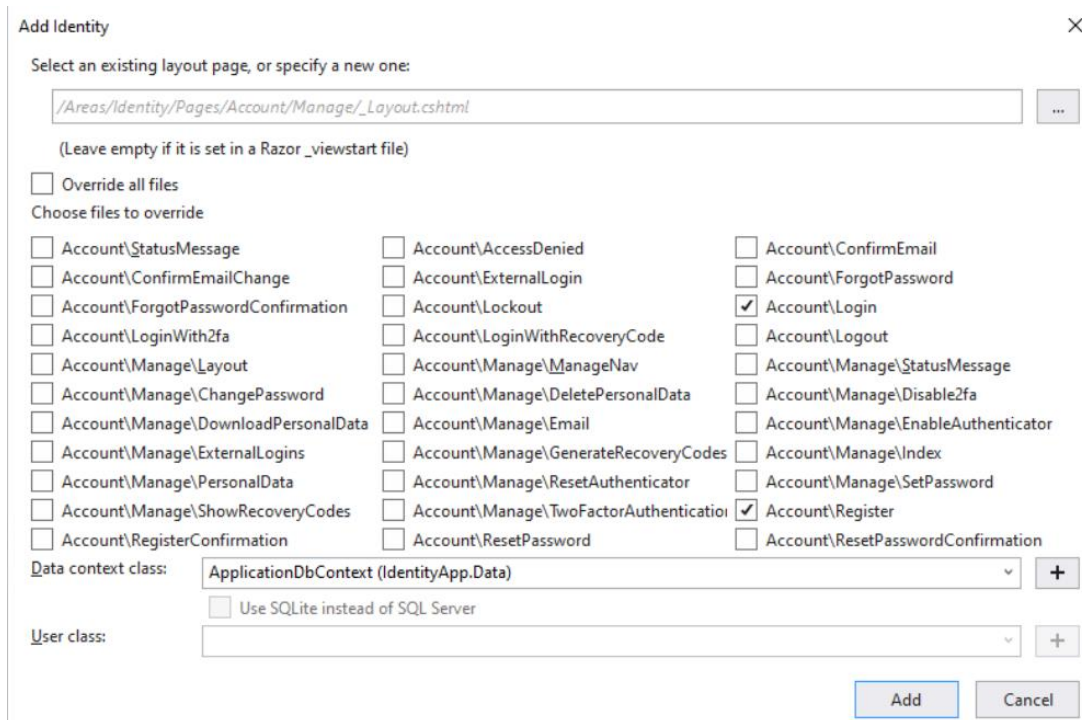 Add Identity
Select an existing layout page, or specify a new one:
/Areas/Identity/Pages/Account/Manage/_Layout.cshtml
...
(Leave empty if it is set in a Razor _viewstart file)
Override all files
Choose files to override
Account\StatusMessage Account\AccessDenied Account\ConfirmEmail
Account\ConfirmEmailChange Account\ExternalLogin Account\ForgotPassword
Account\ForgotPasswordConfirmation Account\Lockout Account\Login
Account\LoginWith2fa Account\LoginWithRecoveryCode Account\Logout
Account\Manage\Layout Account\Manage\ManageNav Account\Manage\StatusMessage
Account\Manage\ChangePassword Account\Manage\DeletePersonalData Account\Manage\Disable2fa
Account\Manage\DownloadPersonalData Account\Manage\Email Account\Manage\EnableAuthenticator
Account\Manage\ExternalLogins Account\Manage\GenerateRecoveryCodes Account\Manage\Index
Account\Manage\PersonalData Account\Manage\ResetAuthenticator Account\Manage\SetPassword
Account\Manage\ShowRecoveryCodes Account\Manage\TwoFactorAuthentication Account\Register
Account\RegisterConfirmation Account\ResetPassword Account\ResetPasswordConfirmation
Data context class: ApplicationDbContext (IdentityApp.Data) +
Use SQLite instead of SQL Server
User class: +
Add Cancel